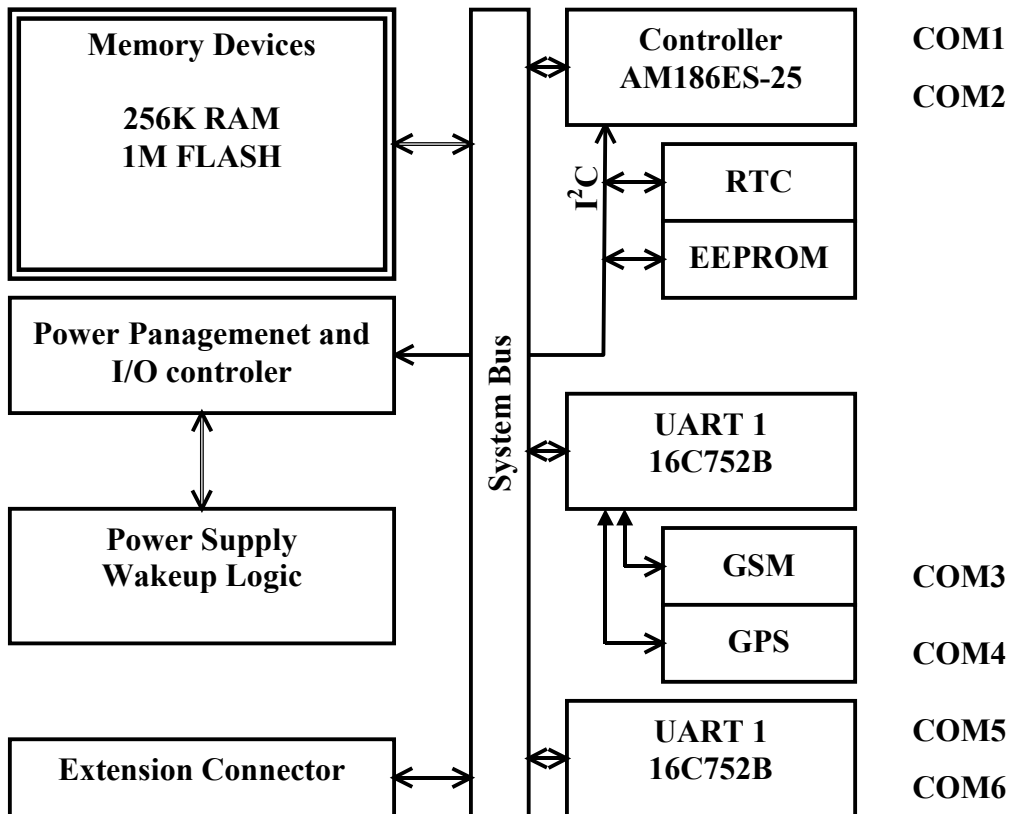 Memory Devices
256K RAM
1M FLASH
Power Panagemenet and
I/O controler
Power Supply
Wakeup Logic
Extension Connector
System Bus
Controller
AM186ES-25
I²C
RTC
EEPROM
UART 1
16C752B
GSM
GPS
UART 1
16C752B
COM1
COM2
COM3
COM4
COM5
COM6